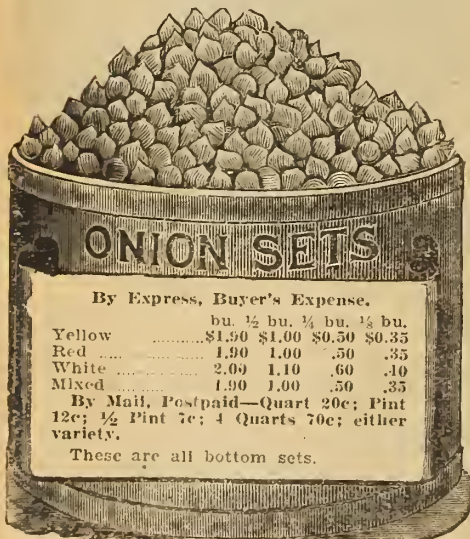 ONION SETS
By Express, Buyer's Expense.
bu. ½ bu. ¼ bu. ⅛ bu.
Yellow ..........$1.90 $1.00 $0.50 $0.35
Red ..... .......... 1.90 1.00 .50 .35
White ............... 2.00 1.10 .60 .40
Mixed .............. 1.90 1.00 .50 .35
By Mail, Postpaid—Quart 20c; Pint
12c; ½ Pint 7c; 4 Quarts 70c; either
variety.
These are all bottom sets.